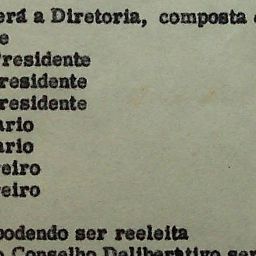 erá a Diretoria, composta
e
residente
residente
residente
ario
ario
eiro
eiro
podendo ser reeleita
o Conselho Deliberativo ser